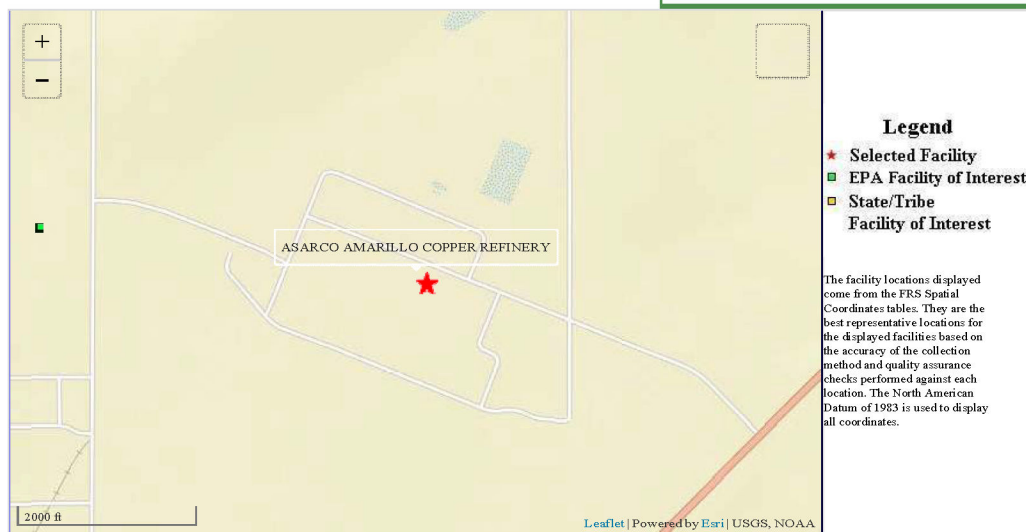 +
−
ASARCO AMARILLO COPPER REFINERY
2000 ft
Leaflet | Powered by Esri | USGS, NOAA
Legend
Selected Facility
EPA Facility of Interest
State/Tribe
Facility of Interest
The facility locations displayed
come from the FRS Spatial
Coordinates tables. They are the
best representative locations for
the displayed facilities based on
the accuracy of the collection
method and quality assurance
checks performed against each
location. The North American
Datum of 1983 is used to display
all coordinates.